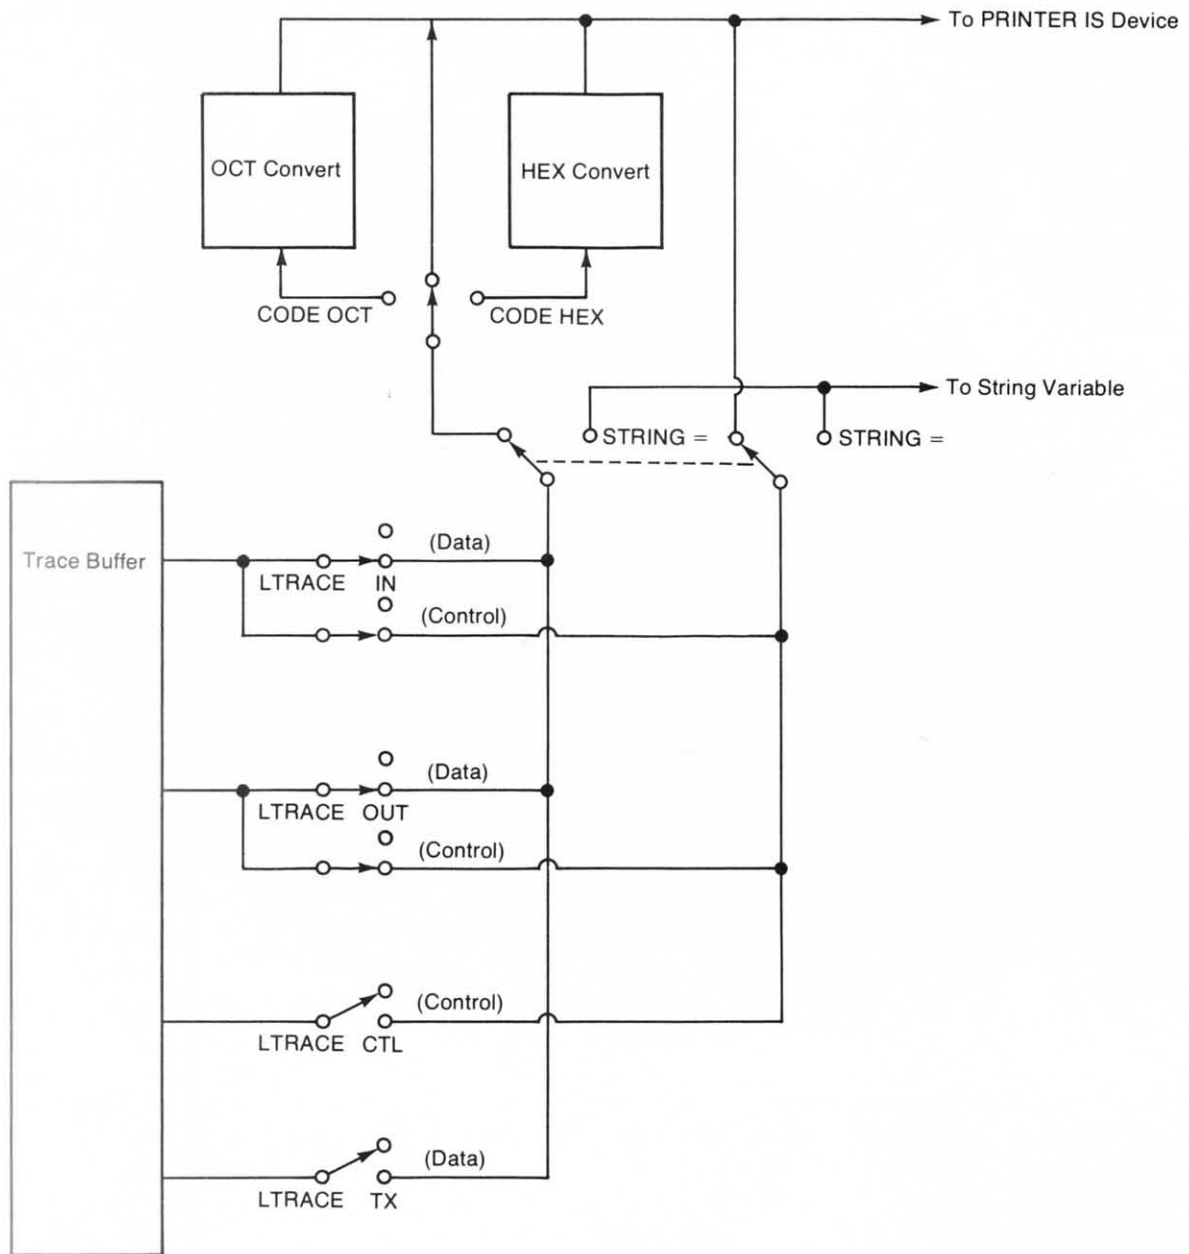 To PRINTER IS Device
OCT Convert
HEX Convert
CODE OCT
CODE HEX
To String Variable
STRING =
STRING =
Trace Buffer
(Data)
LTRACE IN
(Control)
(Data)
LTRACE OUT
(Control)
(Control)
LTRACE CTL
(Data)
LTRACE TX